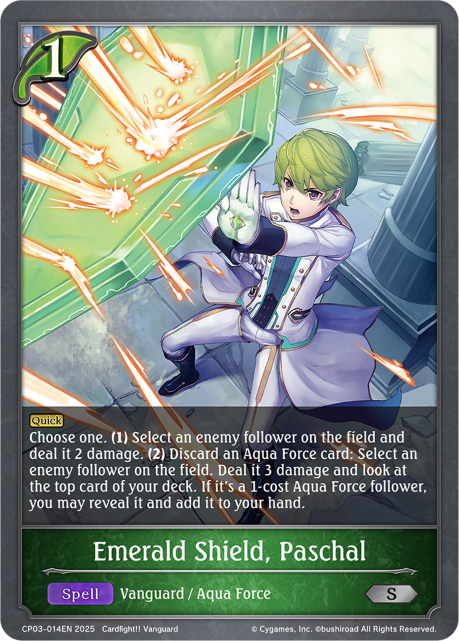 1
Quick
Choose one. (1) Select an enemy follower on the field and
deal it 2 damage. (2) Discard an Aqua Force card: Select an
enemy follower on the field. Deal it 3 damage and look at
the top card of your deck. If it's a 1-cost Aqua Force follower,
you may reveal it and add it to your hand.
Emerald Shield, Paschal
Spell Vanguard / Aqua Force S
CP03-014EN 2025 Cardfight!! Vanguard © Cygames, Inc. ©bushiroad All Rights Reserved.